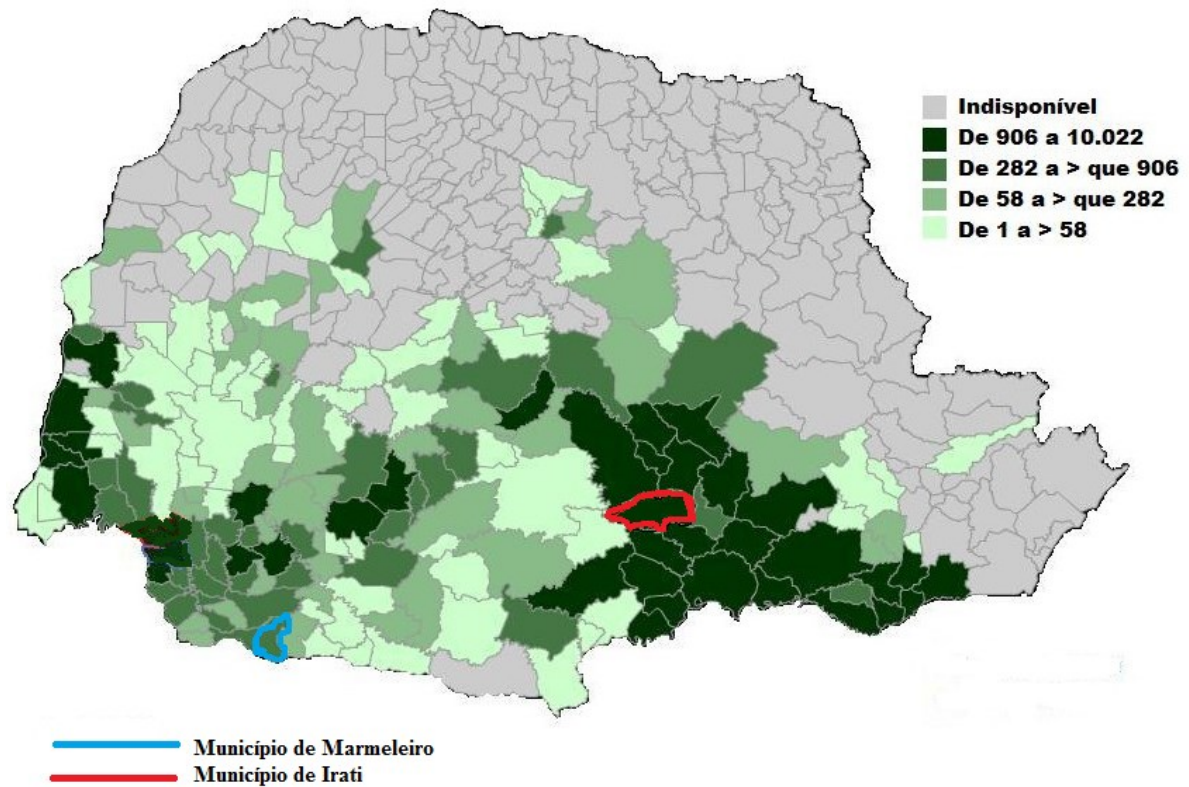 Indisponível
De 906 a 10.022
De 282 a > que 906
De 58 a > que 282
De 1 a > 58
Município de Marmeleiro
Município de Irati